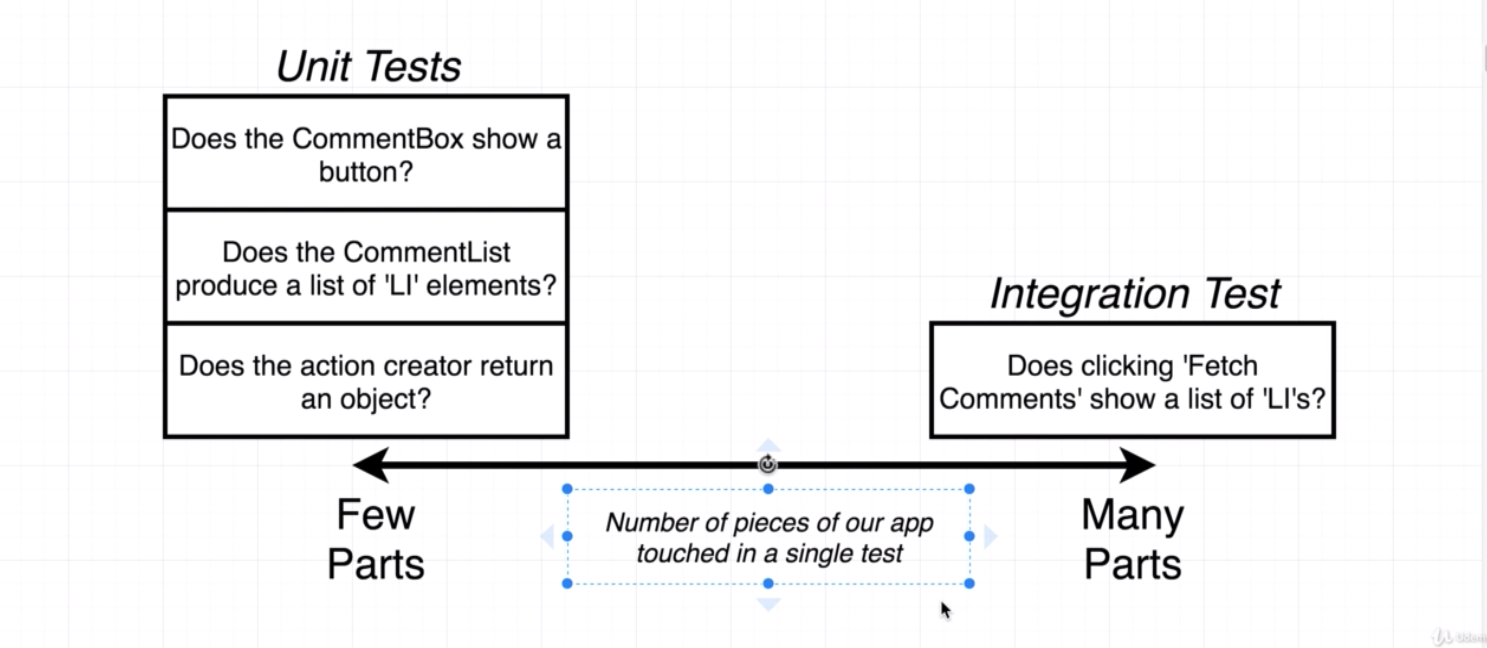 Unit Tests
Does the CommentBox show a
button?
Does the CommentList
produce a list of 'LI' elements?
Does the action creator return
an object?
Integration Test
Does clicking 'Fetch
Comments' show a list of 'LI's?
Few
Parts
Number of pieces of our app
touched in a single test
Many
Parts